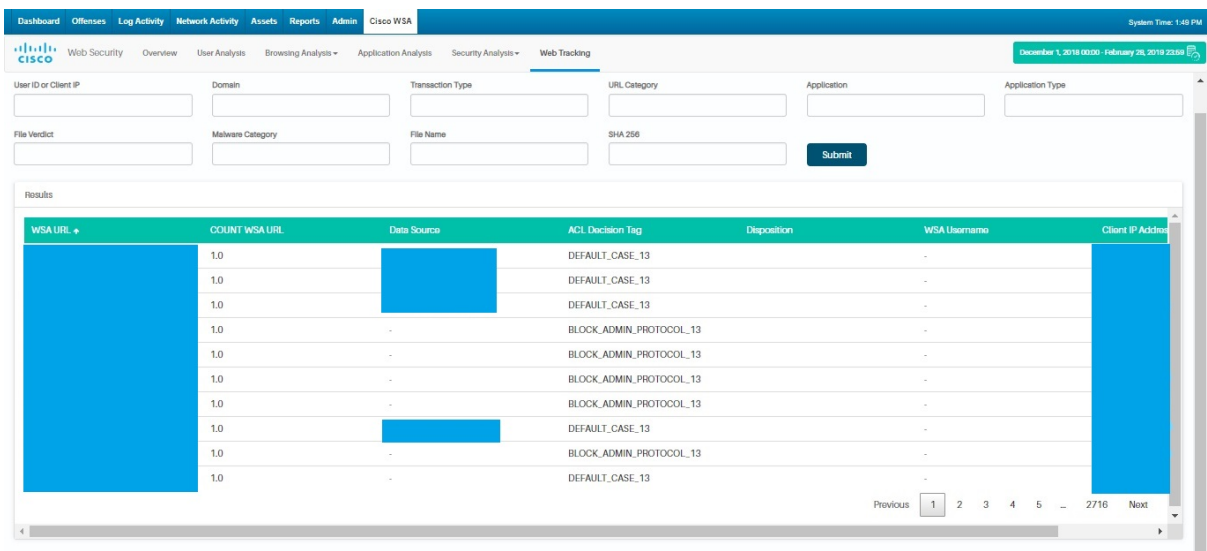 Dashboard Offenses Log Activity Network Activity Assets Reports Admin Cisco WSA System Time: 1:49 PM
CISCO Web Security Overview User Analysis Browsing Analysis Application Analysis Security Analysis Web Tracking December 1, 2018 00:00 - February 28, 2019 23:59
User ID or Client IP Domain Transaction Type URL Category Application Application Type
File Verdict Malware Category File Name SHA 256
Submit
Results
WSA URL COUNT WSA URL Data Source ACL Decision Tag Disposition WSA Username Client IP Addres
1.0 DEFAULT_CASE_13 -
1.0 DEFAULT_CASE_13 -
1.0 DEFAULT_CASE_13 -
1.0 - BLOCK_ADMIN_PROTOCOL_13 -
1.0 - BLOCK_ADMIN_PROTOCOL_13 -
1.0 - BLOCK_ADMIN_PROTOCOL_13 -
1.0 - BLOCK_ADMIN_PROTOCOL_13 -
1.0 DEFAULT_CASE_13 -
1.0 - BLOCK_ADMIN_PROTOCOL_13 -
1.0 - DEFAULT_CASE_13 -
Previous 1 2 3 4 5 ... 2716 Next